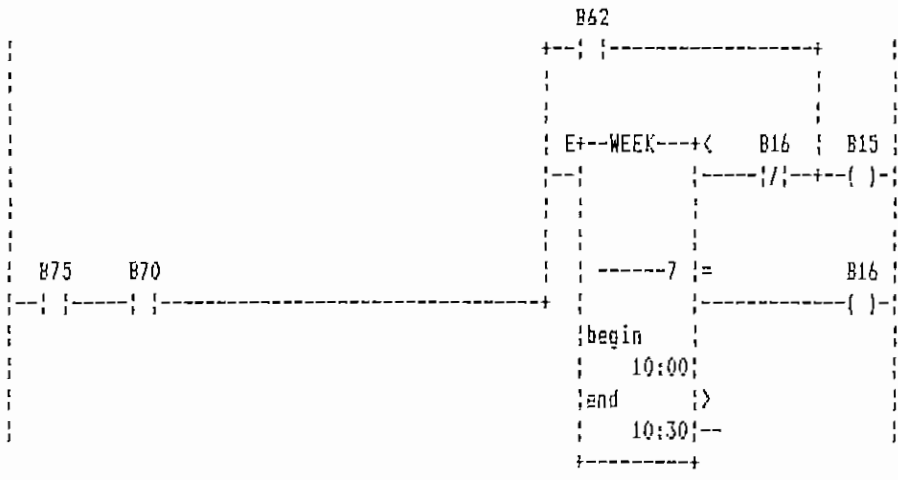 B62
E WEEK < B16 B15
/ ( )
B75 B70 ------7 = B16
( )
begin
10:00
end >
10:30